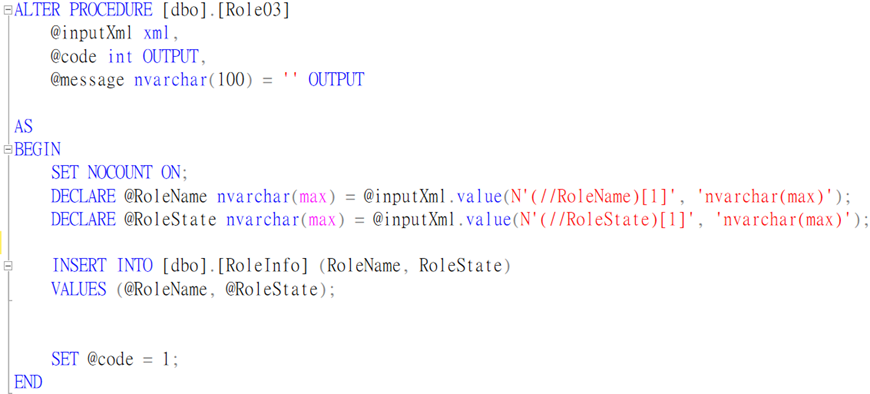 ALTER PROCEDURE [dbo].[Role03]
@inputXml xml,
@code int OUTPUT,
@message nvarchar(100) = '' OUTPUT
AS
BEGIN
SET NOCOUNT ON;
DECLARE @RoleName nvarchar(max) = @inputXml.value(N'(//RoleName)[1]', 'nvarchar(max)');
DECLARE @RoleState nvarchar(max) = @inputXml.value(N'(//RoleState)[1]', 'nvarchar(max)');
INSERT INTO [dbo].[RoleInfo] (RoleName, RoleState)
VALUES (@RoleName, @RoleState);
SET @code = 1;
END